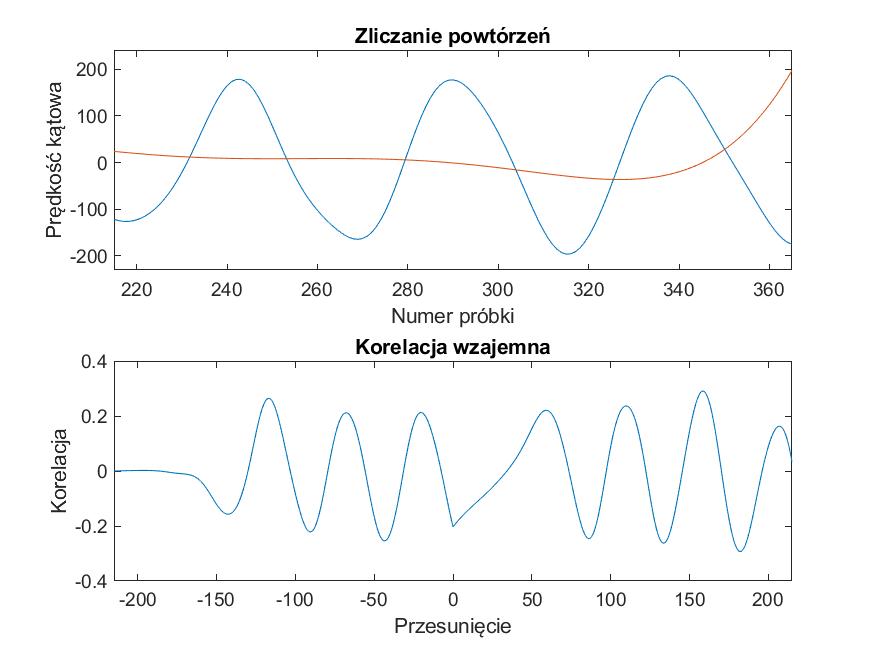 Zliczanie powtórzeń
Prędkość kątowa
200
100
0
-100
-200
220 240 260 280 300 320 340 360
Numer próbki
Korelacja wzajemna
Korelacja
0.4
0.2
0
-0.2
-0.4
-200 -150 -100 -50 0 50 100 150 200
Przesunięcie